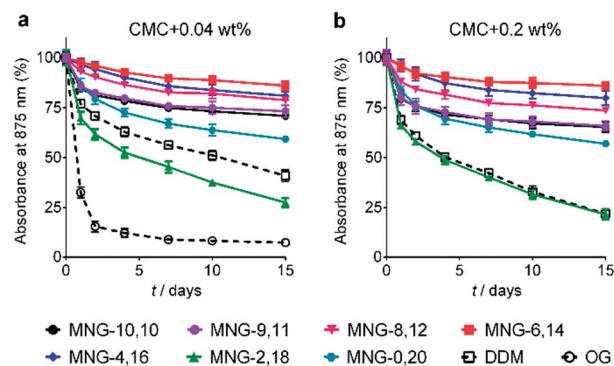 a CMC+0.04 wt%
Absorbance at 875 nm (%)
100
75
50
25
0
0 5 10 15
t / days
b CMC+0.2 wt%
Absorbance at 875 nm (%)
100
75
50
25
0
0 5 10 15
t / days
MNG-10,10 MNG-9,11 MNG-8,12 MNG-6,14
MNG-4,16 MNG-2,18 MNG-0,20 DDM OG